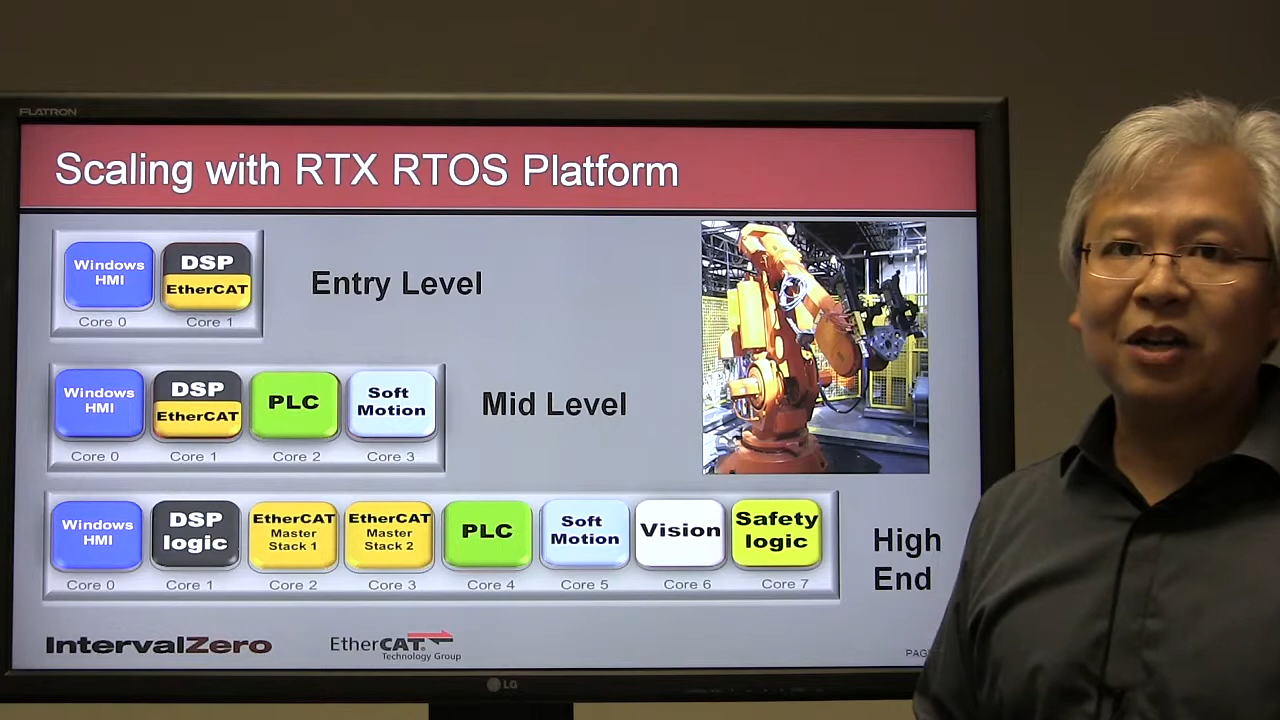 FLATRON
Scaling with RTX RTOS Platform
Windows
HMI
DSP
EtherCAT
Core 0
Core 1
Entry Level
Windows
HMI
DSP
EtherCAT
PLC
Soft
Motion
Core 0
Core 1
Core 2
Core 3
Mid Level
Windows
HMI
DSP
logic
EtherCAT
Master
Stack 1
EtherCAT
Master
Stack 2
PLC
Soft
Motion
Vision
Safety
logic
Core 0
Core 1
Core 2
Core 3
Core 4
Core 5
Core 6
Core 7
High
End
IntervalZero
EtherCAT®
Technology Group
LG